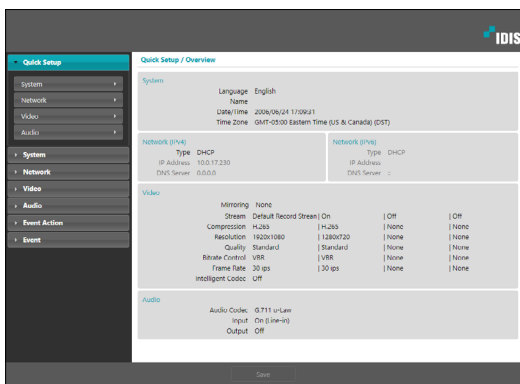 IDIS
Quick Setup
System
Network
Video
Audio
System
Network
Video
Audio
Event Action
Event
Quick Setup / Overview
System
Language English
Name
Date/Time 2006/06/24 17:09:31
Time Zone GMT-05:00 Eastern Time (US & Canada) (DST)
Network (IPv4)
Type DHCP
IP Address 10.0.17.230
DNS Server 0.0.0.0
Network (IPv6)
Type DHCP
IP Address
DNS Server ::
Video
Mirroring None
Stream Default Record Stream | On | Off | Off
Compression H.265 | H.265 | None | None
Resolution 1920x1080 | 1280x720 | None | None
Quality Standard | Standard | None | None
Bitrate Control VBR | VBR | None | None
Frame Rate 30 ips | 30 ips | None | None
Intelligent Codec Off
Audio
Audio Codec G.711 u-Law
Input On (Line-in)
Output Off
Save